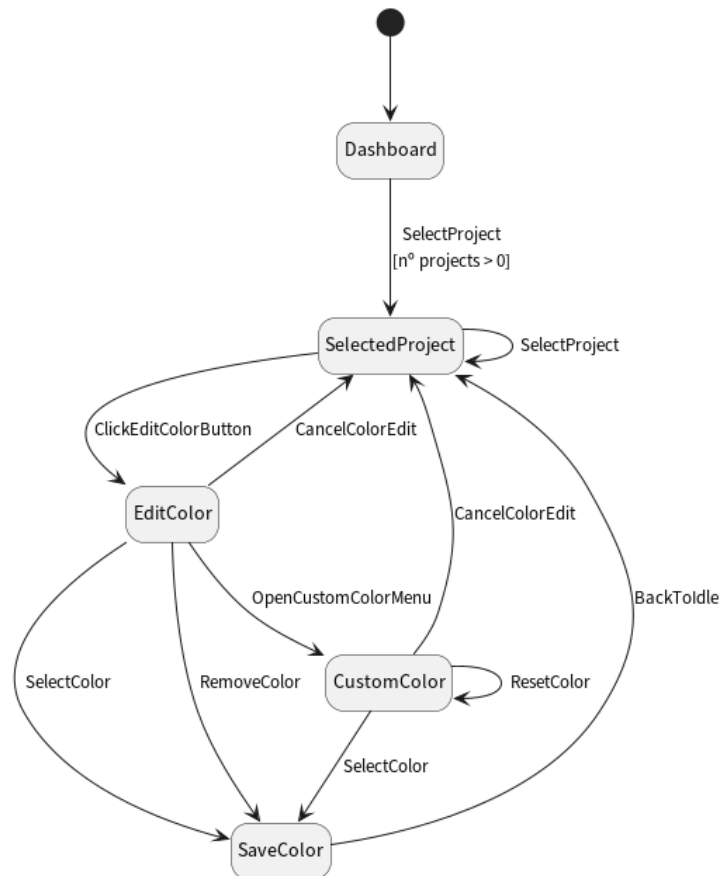 Dashboard
SelectProject
[nº projects > 0]
SelectedProject
SelectProject
ClickEditColorButton
CancelColorEdit
EditColor
CancelColorEdit
OpenCustomColorMenu
BackToIdle
SelectColor
RemoveColor
CustomColor
ResetColor
SelectColor
SaveColor